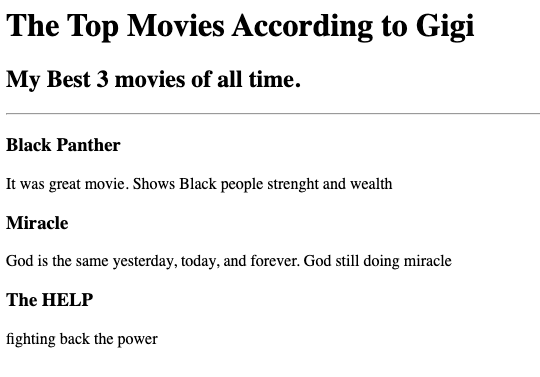 The Top Movies According to Gigi
My Best 3 movies of all time.
Black Panther
It was great movie. Shows Black people strenght and wealth
Miracle
God is the same yesterday, today, and forever. God still doing miracle
The HELP
fighting back the power